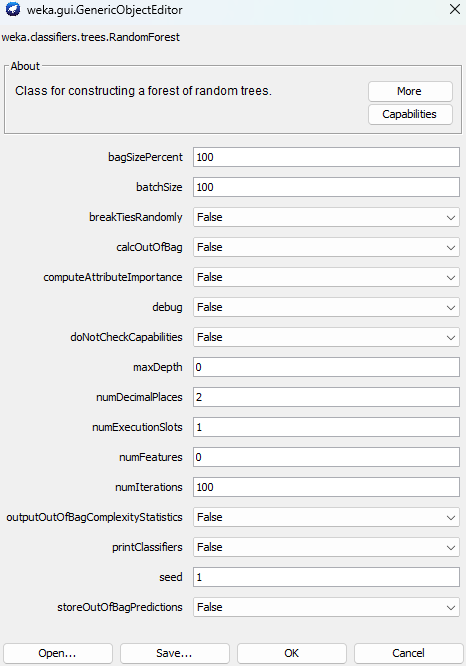 weka.gui.GenericObjectEditor
weka.classifiers.trees.RandomForest
About
Class for constructing a forest of random trees.
More
Capabilities
bagSizePercent 100
batchSize 100
breakTiesRandomly False
calcOutOfBag False
computeAttributeImportance False
debug False
doNotCheckCapabilities False
maxDepth 0
numDecimalPlaces 2
numExecutionSlots 1
numFeatures 0
numIterations 100
outputOutOfBagComplexityStatistics False
printClassifiers False
seed 1
storeOutOfBagPredictions False
Open... Save... OK Cancel